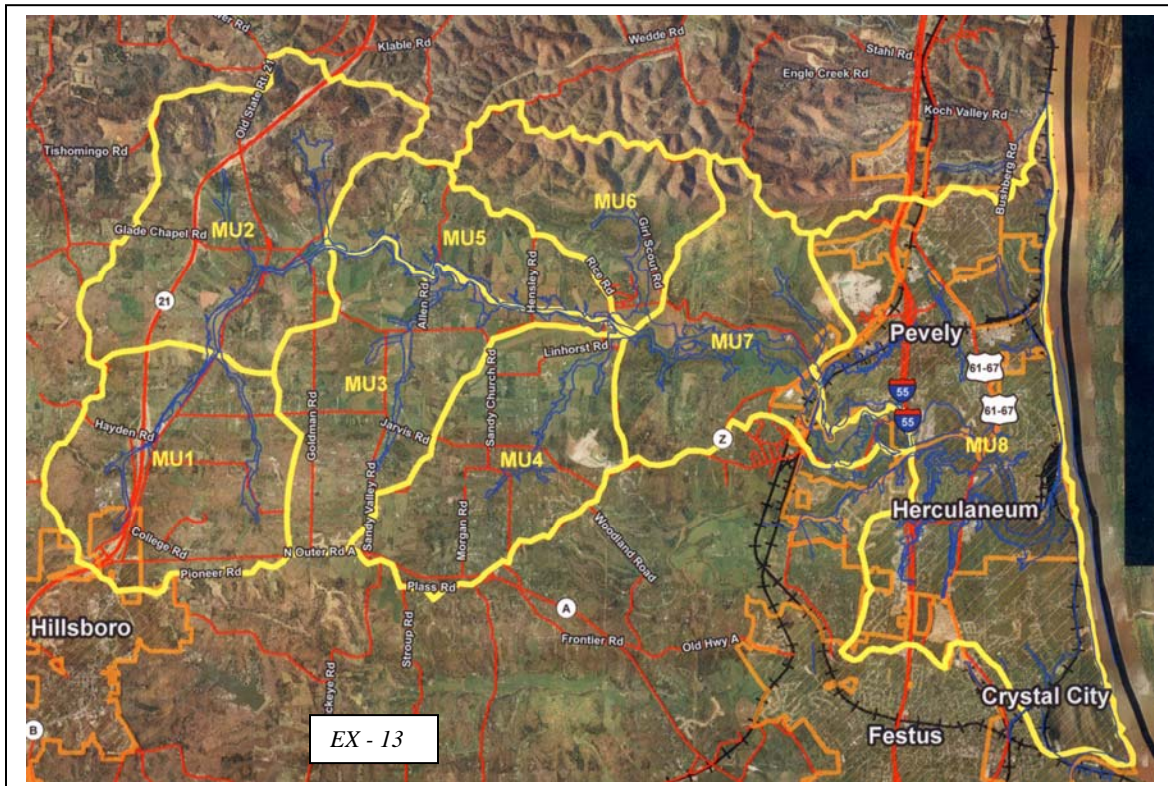 Klable Rd
Wedde Rd
Stahl Rd
Engle Creek Rd
Koch Valley Rd
Old State Rt. 21
Tishomingo Rd
Bushberg Rd
MU6
Glade Chapel Rd
MU2
MU5
Girl Scout Rd
Hensley Rd
Rice Rd
21
Allen Rd
Pevely
Linhorst Rd
MU7
61-67
MU3
Sandy Church Rd
55
61-67
Goldman Rd
55
Hayden Rd
Jarvis Rd
Z
MU8
MU1
MU4
Herculaneum
Sandy Valley Rd
College Rd
Morgan Rd
Woodland Road
N Outer Rd A
Pioneer Rd
Plass Rd
A
Hillsboro
Stroup Rd
Frontier Rd
Old Hwy A
ckeye Rd
Crystal City
B
EX - 13
Festus